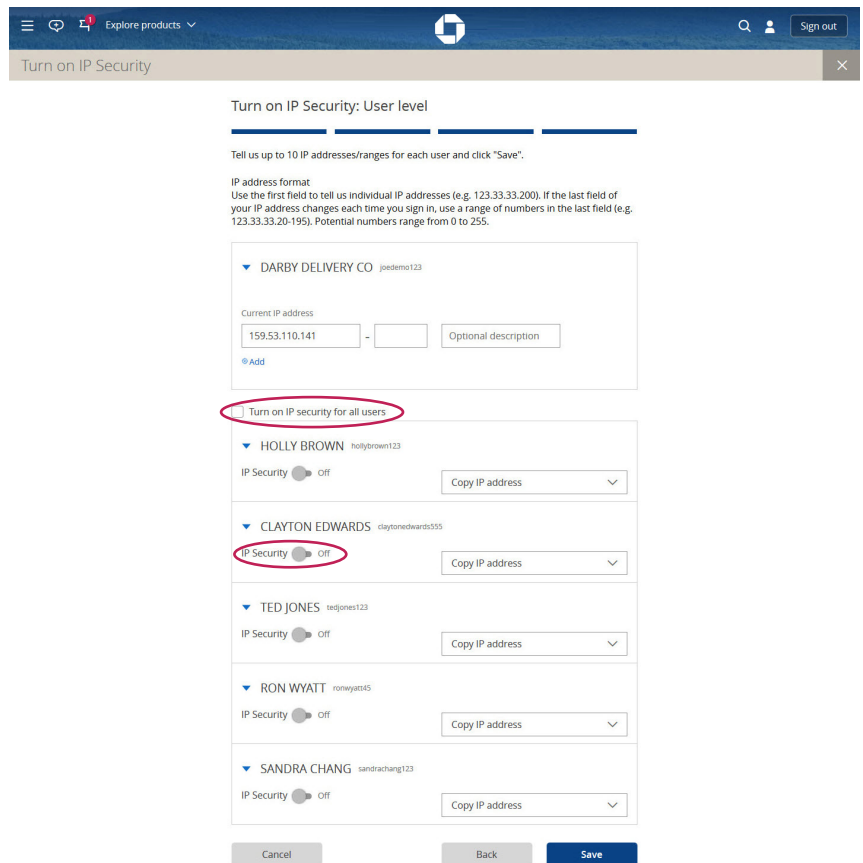 1
Explore products
Sign out
Turn on IP Security
Turn on IP Security: User level
Tell us up to 10 IP addresses/ranges for each user and click "Save".
IP address format
Use the first field to tell us individual IP addresses (e.g. 123.33.33.200). If the last field of
your IP address changes each time you sign in, use a range of numbers in the last field (e.g.
123.33.33.20-195). Potential numbers range from 0 to 255.
DARBY DELIVERY CO joedemo123
Current IP address
159.53.110.141 - Optional description
Add
Turn on IP security for all users
HOLLY BROWN hollybrown123
IP Security Off
Copy IP address
CLAYTON EDWARDS claytonedwards555
IP Security Off
Copy IP address
TED JONES tedjones123
IP Security Off
Copy IP address
RON WYATT ronwyatt45
IP Security Off
Copy IP address
SANDRA CHANG sandrachang123
IP Security Off
Copy IP address
Cancel Back Save